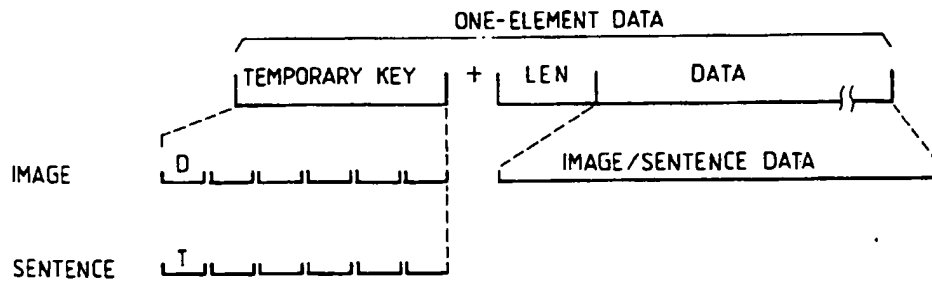 ONE-ELEMENT DATA
TEMPORARY KEY + LEN DATA
IMAGE D IMAGE/SENTENCE DATA
SENTENCE T